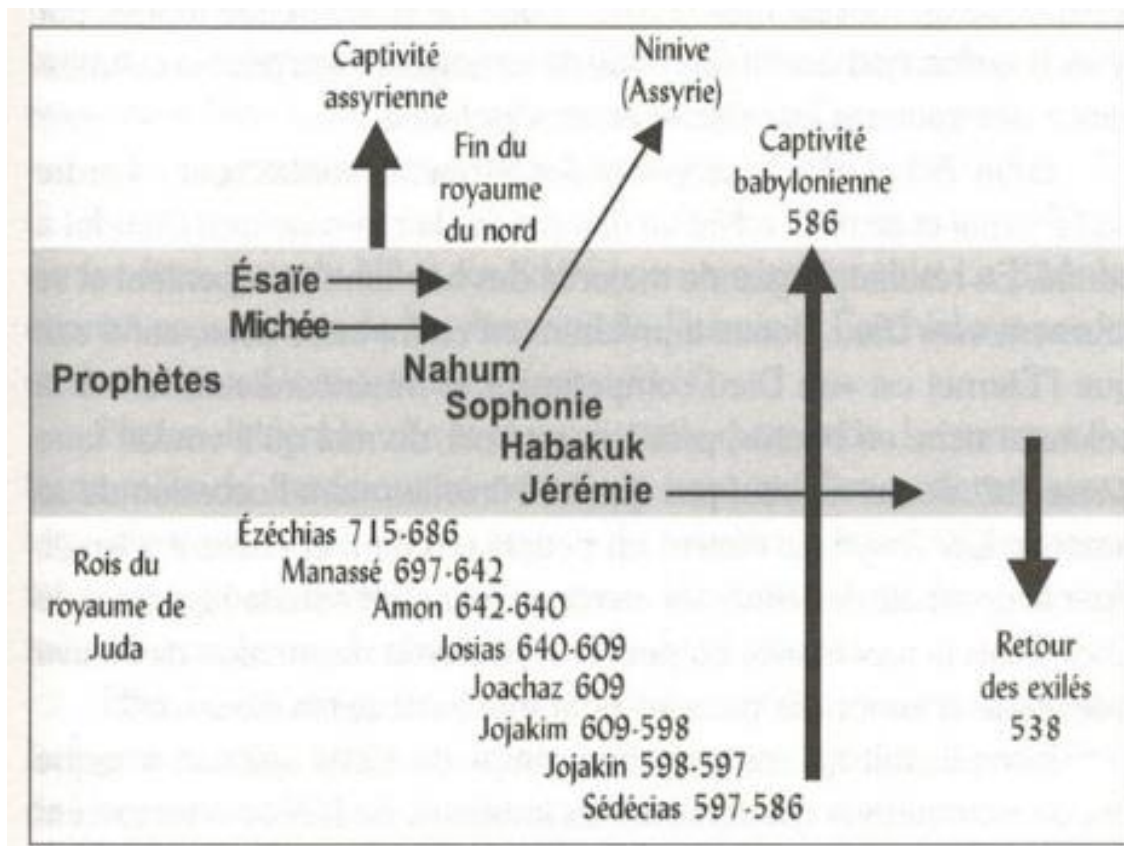 Captivité
assyrienne
Ninive
(Assyrie)
Fin du
royaume
du nord
Captivité
babylonienne
586
Prophètes
Ésaïe
Michée
Nahum
Sophonie
Habakuk
Jérémie
Rois du
royaume de
Juda
Ézéchias 715-686
Manassé 697-642
Amon 642-640
Josias 640-609
Joachaz 609
Jojakim 609-598
Jojakin 598-597
Sédécias 597-586
Retour
des exilés
538